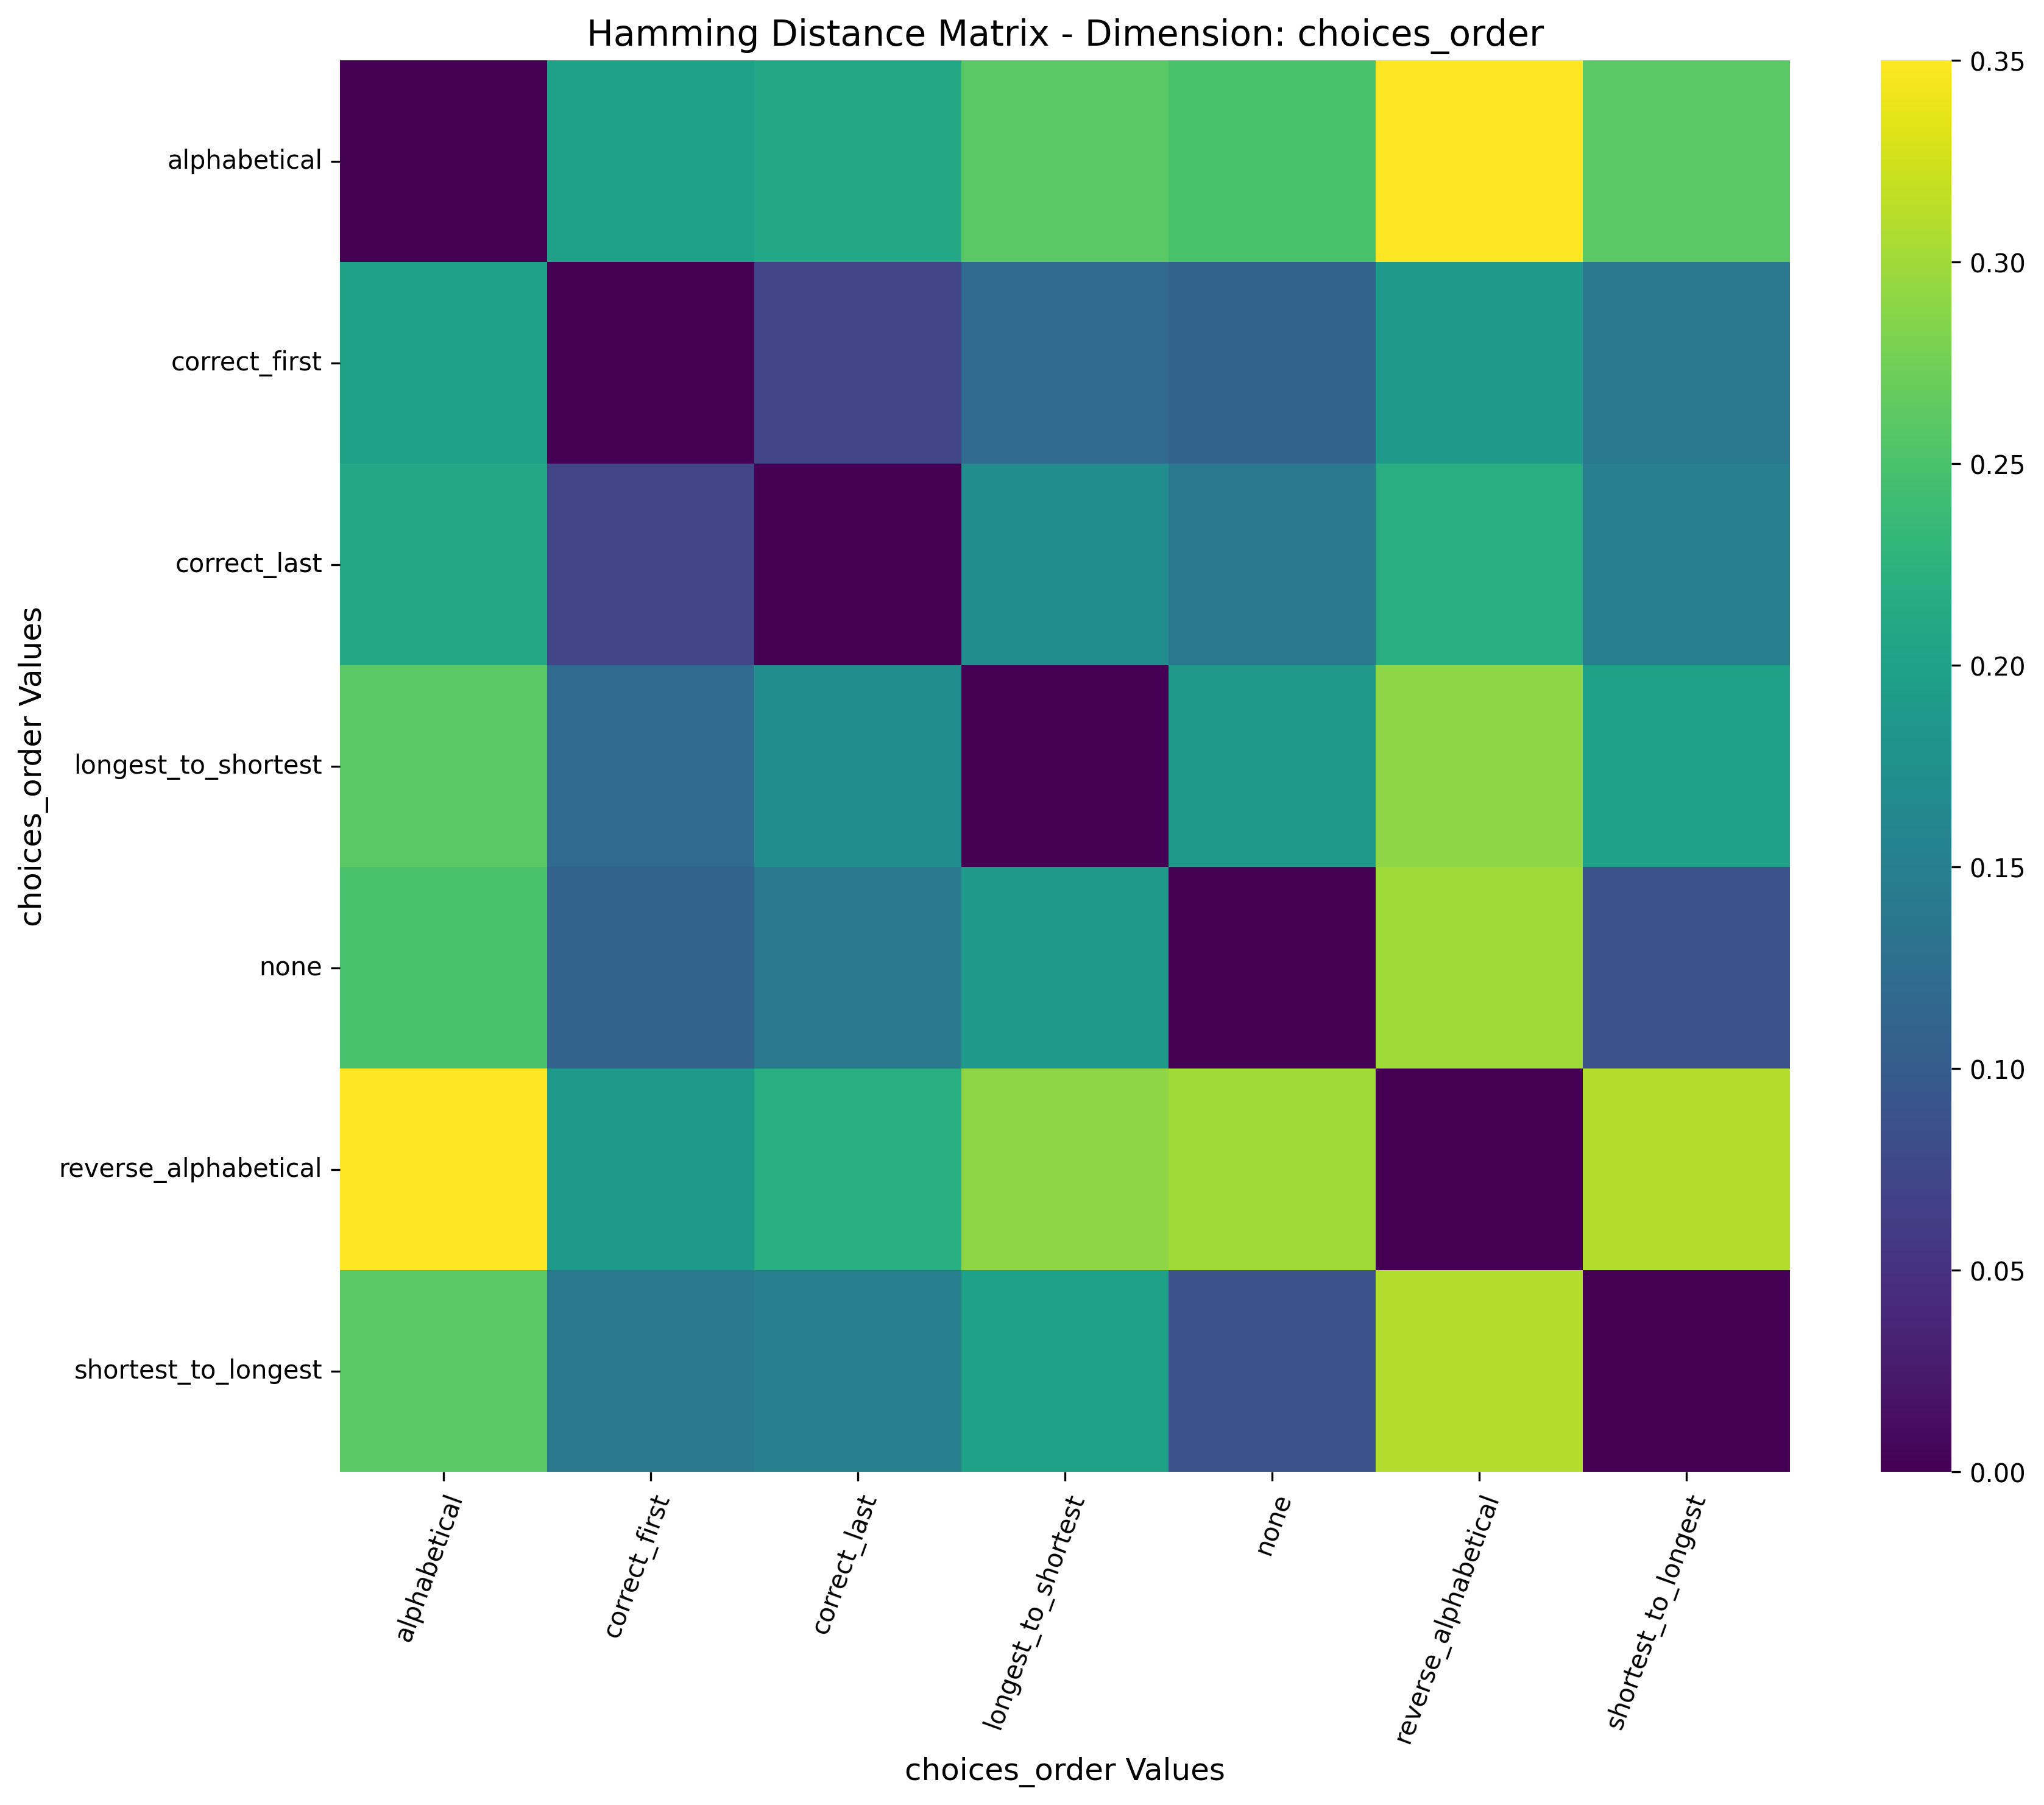 Hamming Distance Matrix - Dimension: choices_order
choices_order Values
alphabetical
correct_first
correct_last
longest_to_shortest
none
reverse_alphabetical
shortest_to_longest
alphabetical
correct_first
correct_last
longest_to_shortest
none
reverse_alphabetical
shortest_to_longest
choices_order Values
0.35
0.30
0.25
0.20
0.15
0.10
0.05
0.00